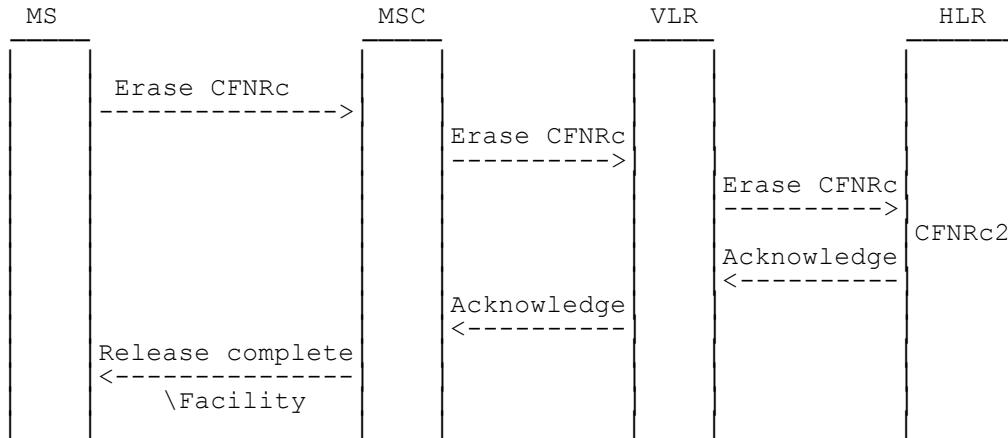 MS MSC VLR HLR
Erase CFNRc
--------------->
Erase CFNRc
---------->
Erase CFNRc
---------->
CFNRc2
Acknowledge
<----------
Acknowledge
<----------
Release complete
<---------------
\Facility